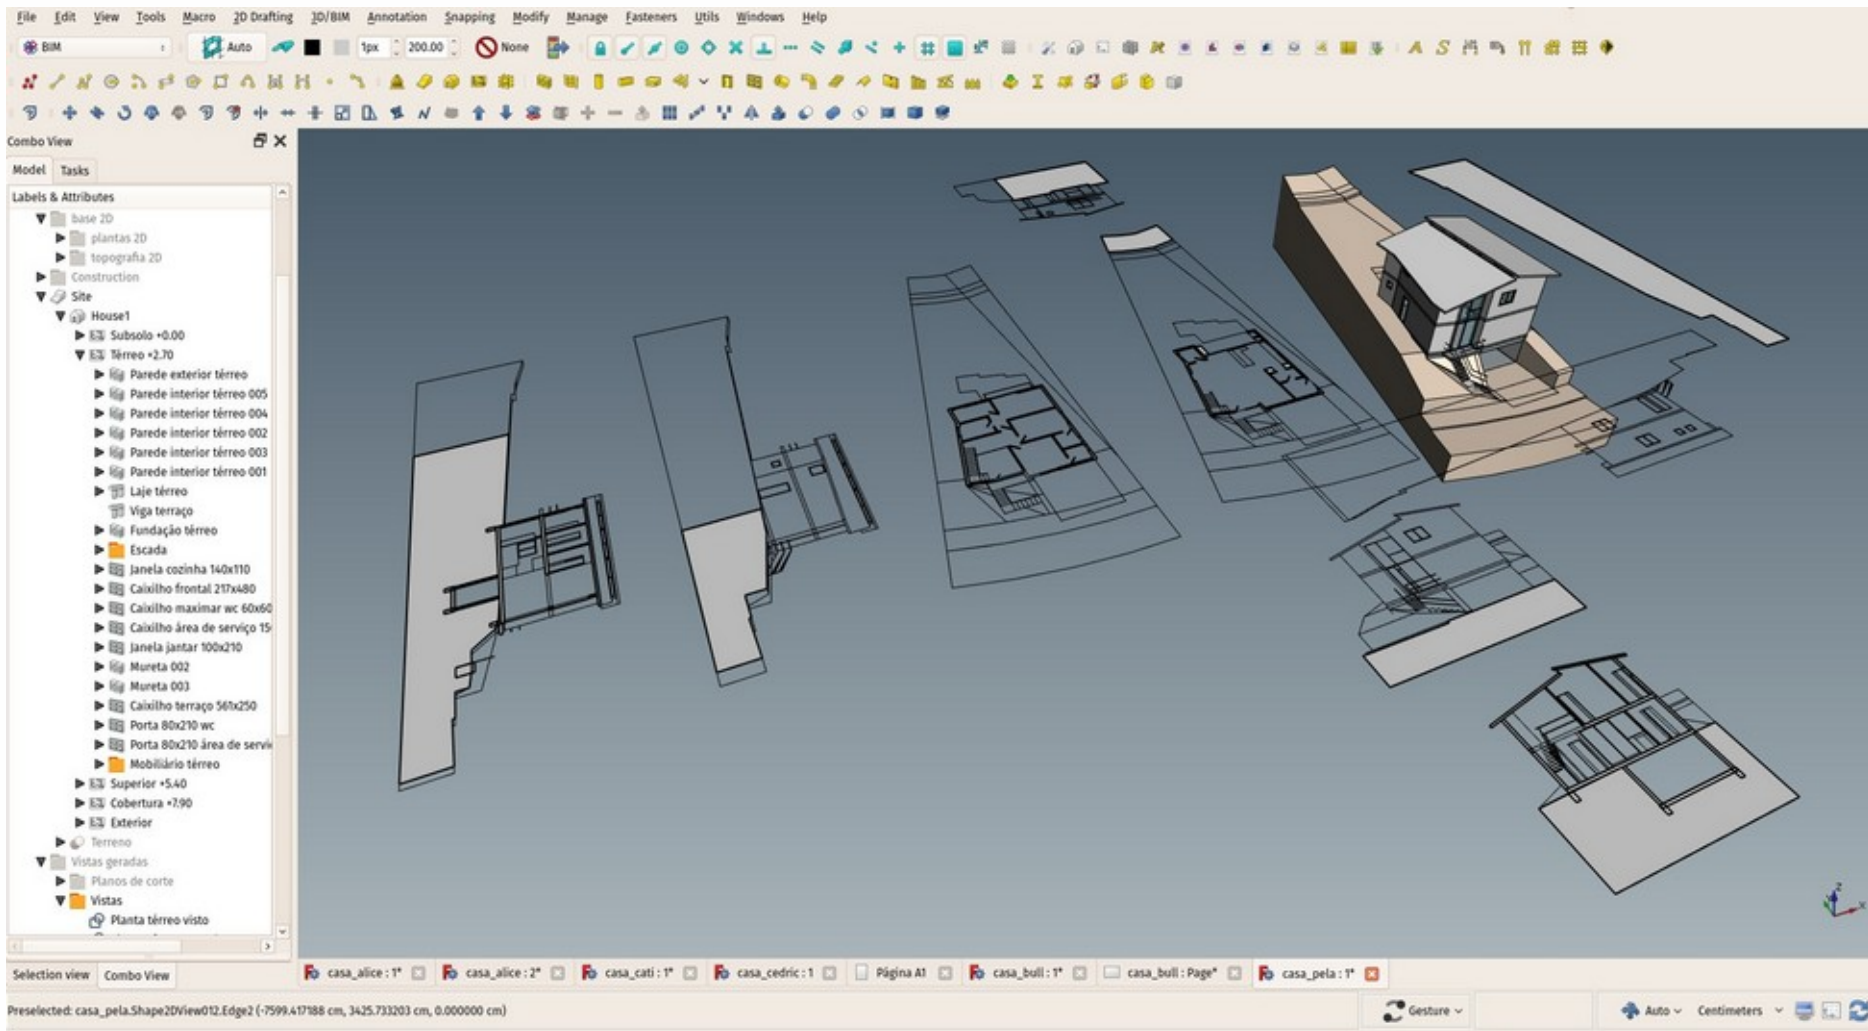 File Edit View Tools Macro 2D Drafting 3D/BIM Annotation Snapping Modify Manage Fasteners Utils Windows Help
BIM Auto 1px 200.00 None
Combo View
Model Tasks
Labels & Attributes
base 2D
plantas 2D
topografia 2D
Construction
Site
House1
Subsolo +0.00
Térreo +2.70
Parede exterior térreo
Parede interior térreo 005
Parede interior térreo 004
Parede interior térreo 002
Parede interior térreo 003
Parede interior térreo 001
Laje térreo
Viga terraço
Fundação térreo
Escada
Janela cozinha 140x110
Caixilho frontal 217x480
Caixilho maximar wc 60x60
Caixilho área de serviço 15
Janela jantar 100x210
Mureta 002
Mureta 003
Caixilho terraço 561x250
Porta 80x210 wc
Porta 80x210 área de servi
Mobiliário térreo
Superior +5.40
Cobertura +7.90
Exterior
Terreno
Vistas geradas
Planos de corte
Vistas
Planta térreo visto
Z
X
Selection view Combo View casa_alice : 1* casa_alice : 2* casa_cati : 1* casa_cedric : 1 Página A1 casa_bull : 1* casa_bull : Page* casa_pela : 1*
Preselected: casa_pela.Shape2DView012.Edge2 (-7599.417188 cm, 3425.733203 cm, 0.000000 cm) Gesture Auto Centimeters